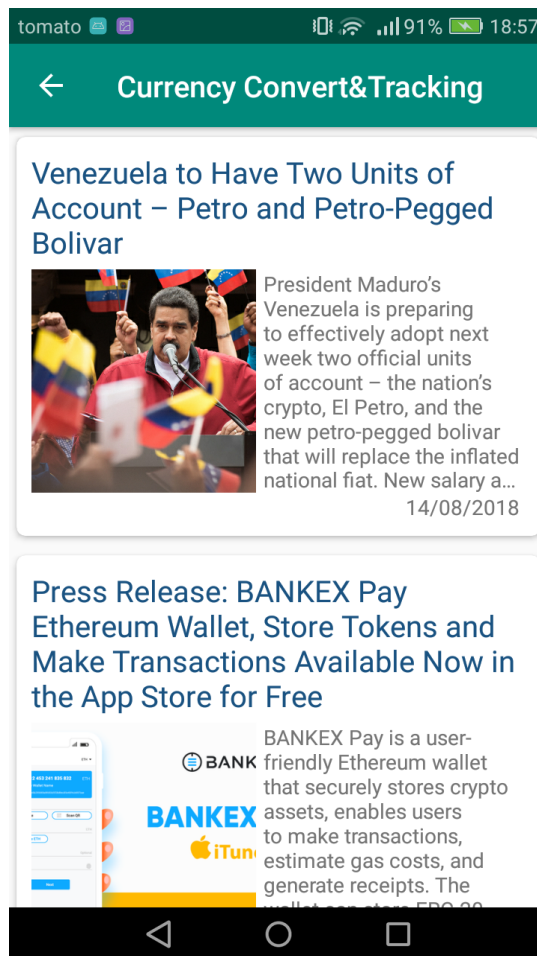 tomato 91% 18:57
Currency Convert&Tracking
Venezuela to Have Two Units of
Account – Petro and Petro-Pegged
Bolivar
President Maduro’s
Venezuela is preparing
to effectively adopt next
week two official units
of account – the nation’s
crypto, El Petro, and the
new petro-pegged bolivar
that will replace the inflated
national fiat. New salary a...
14/08/2018
Press Release: BANKEX Pay
Ethereum Wallet, Store Tokens and
Make Transactions Available Now in
the App Store for Free
BANK
BANKEX
iTun
BANKEX Pay is a user-
friendly Ethereum wallet
that securely stores crypto
assets, enables users
to make transactions,
estimate gas costs, and
generate receipts. The
wallet can store ERC-20